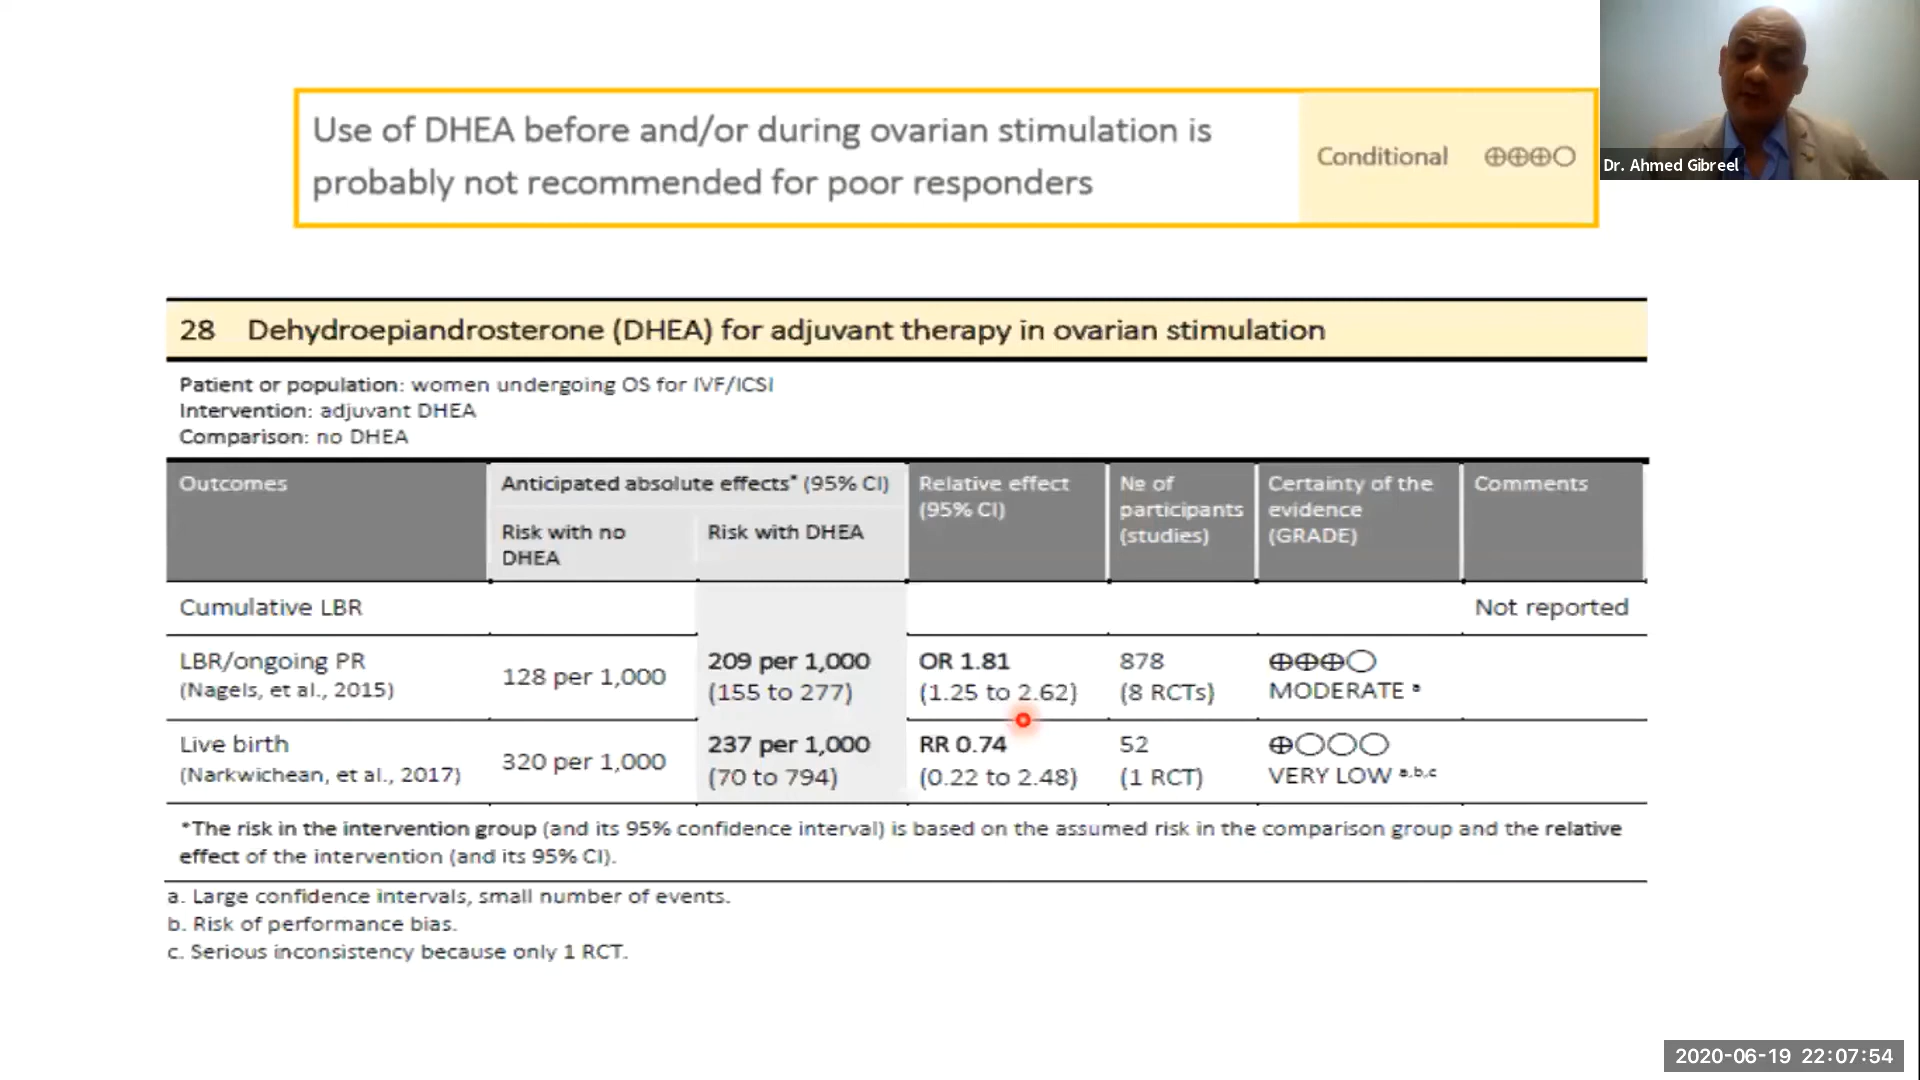 Use of DHEA before and/or during ovarian stimulation is
probably not recommended for poor responders
Conditional ⊕⊕⊕○
Dr. Ahmed Gibreel
28 Dehydroepiandrosterone (DHEA) for adjuvant therapy in ovarian stimulation
Patient or population: women undergoing OS for IVF/ICSI
Intervention: adjuvant DHEA
Comparison: no DHEA
Outcomes
Anticipated absolute effects* (95% CI)
Risk with no
DHEA
Risk with DHEA
Relative effect
(95% CI)
№ of
participants
(studies)
Certainty of the
evidence
(GRADE)
Comments
Cumulative LBR
Not reported
LBR/ongoing PR
(Nagels, et al., 2015)
128 per 1,000
209 per 1,000
(155 to 277)
OR 1.81
(1.25 to 2.62)
878
(8 RCTs)
⊕⊕⊕○
MODERATE a
Live birth
(Narkwichean, et al., 2017)
320 per 1,000
237 per 1,000
(70 to 794)
RR 0.74
(0.22 to 2.48)
52
(1 RCT)
⊕○○○
VERY LOW a,b,c
*The risk in the intervention group (and its 95% confidence interval) is based on the assumed risk in the comparison group and the relative
effect of the intervention (and its 95% CI).
a. Large confidence intervals, small number of events.
b. Risk of performance bias.
c. Serious inconsistency because only 1 RCT.
2020-06-19 22:07:54